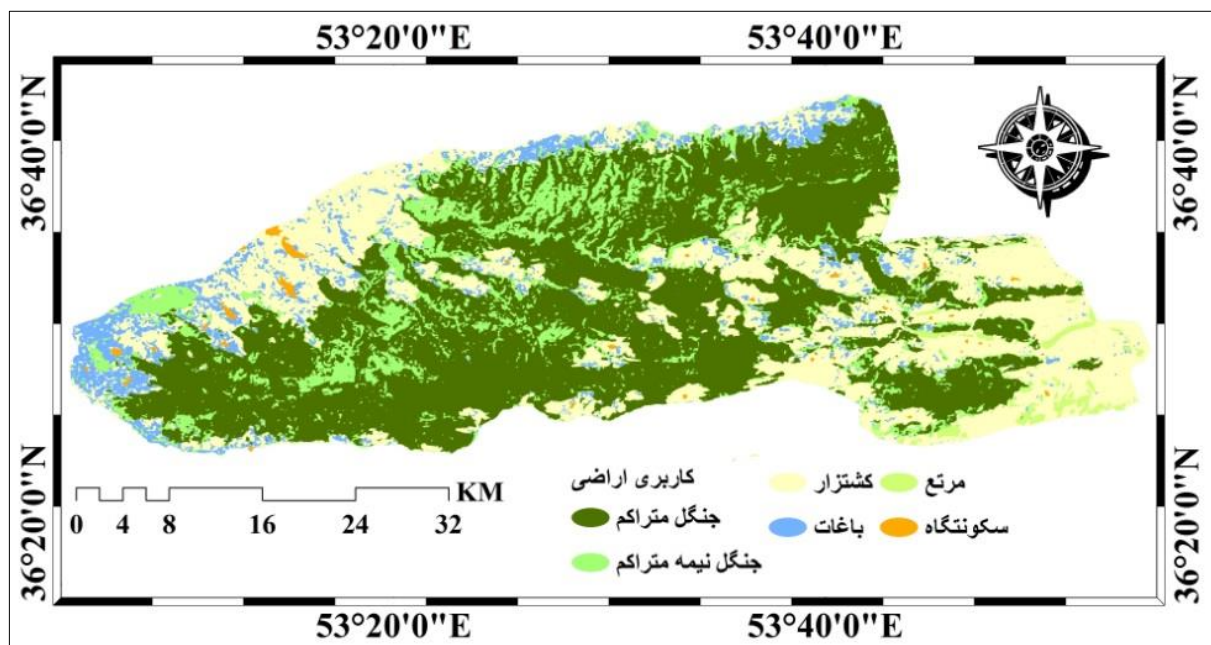 53°20'0"E 53°40'0"E
36°40'0"N 36°40'0"N
36°20'0"N 36°20'0"N
کاربری اراضی
جنگل متراکم
جنگل نیمه متراکم
کشتزار
باغات
مرتع
سکونتگاه
KM
0 4 8 16 24 32
53°20'0"E 53°40'0"E